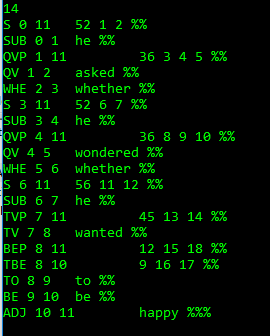 14
S 0 11 52 1 2 %%
SUB 0 1 he %%
QVP 1 11 36 3 4 5 %%
QV 1 2 asked %%
WHE 2 3 whether %%
S 3 11 52 6 7 %%
SUB 3 4 he %%
QVP 4 11 36 8 9 10 %%
QV 4 5 wondered %%
WHE 5 6 whether %%
S 6 11 56 11 12 %%
SUB 6 7 he %%
TVP 7 11 45 13 14 %%
TV 7 8 wanted %%
BEP 8 11 12 15 18 %%
TBE 8 10 9 16 17 %%
TO 8 9 to %%
BE 9 10 be %%
ADJ 10 11 happy %%%